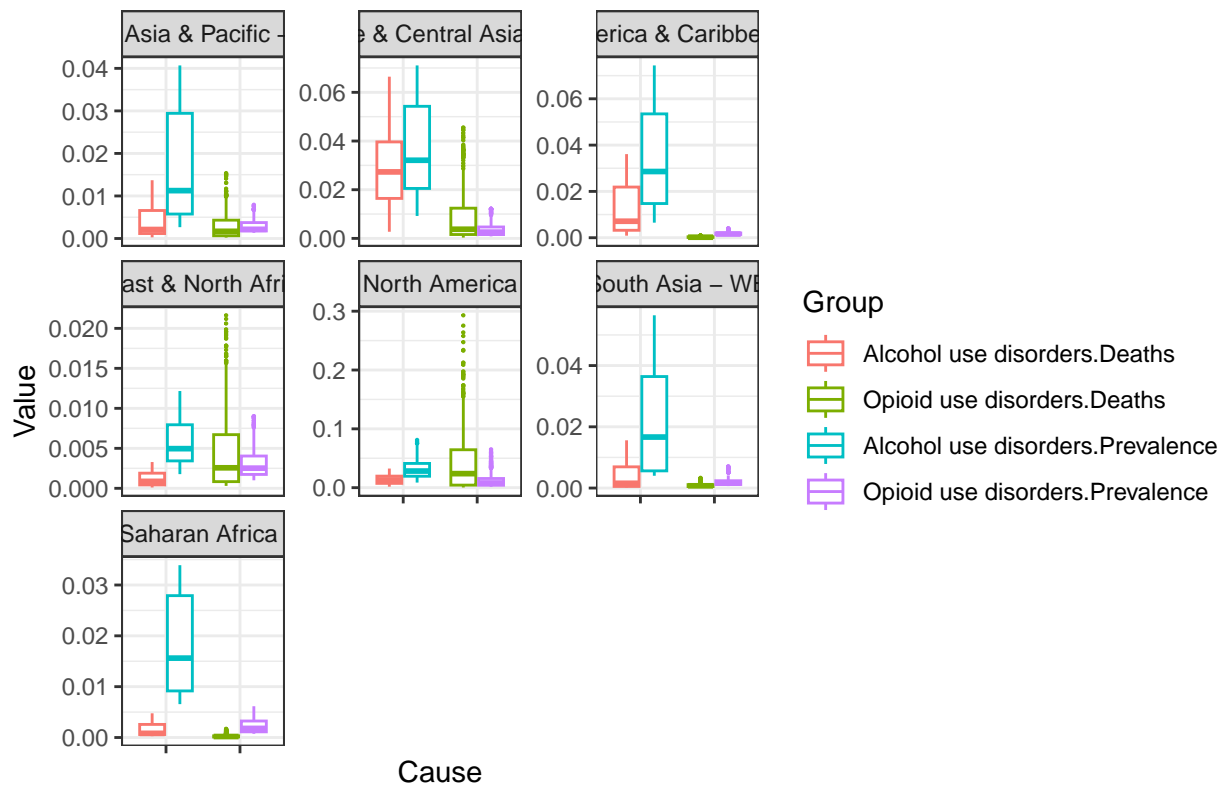 Asia & Pacific –
& Central Asia
& Caribbe
0.04
0.03
0.02
0.01
0.00
0.06
0.04
0.02
0.00
0.06
0.04
0.02
0.00
& North Afri
North America
South Asia – WB
0.020
0.015
0.010
0.005
0.000
0.3
0.2
0.1
0.0
0.04
0.02
0.00
Saharan Africa
0.03
0.02
0.01
0.00
Value
Cause
Group
Alcohol use disorders.Deaths
Opioid use disorders.Deaths
Alcohol use disorders.Prevalence
Opioid use disorders.Prevalence